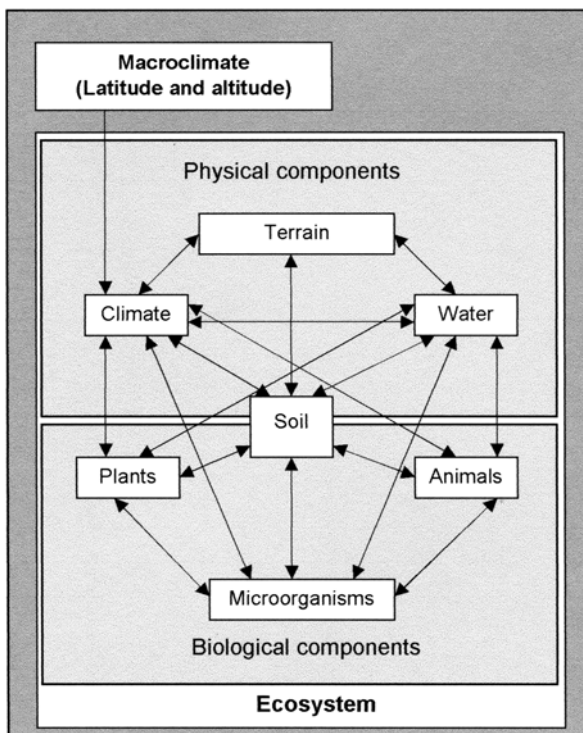 Macroclimate
(Latitude and altitude)
Physical components
Terrain
Climate
Water
Soil
Plants
Animals
Microorganisms
Biological components
Ecosystem